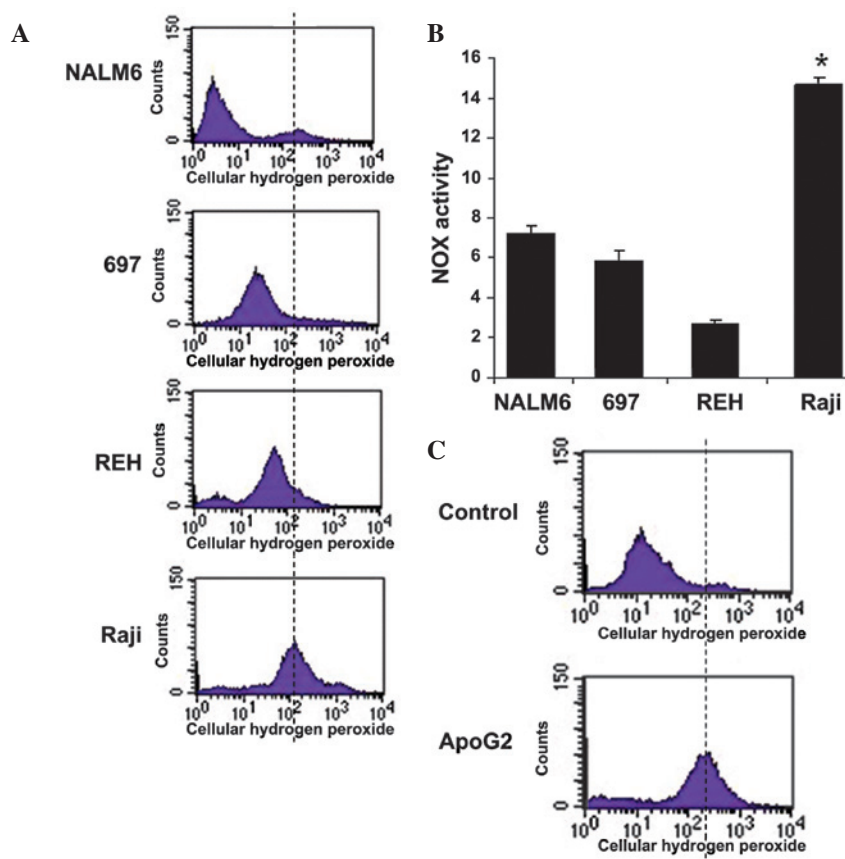 A
NALM6
Counts
150
0
10^0 10^1 10^2 10^3 10^4
Cellular hydrogen peroxide
697
Counts
150
0
10^0 10^1 10^2 10^3 10^4
Cellular hydrogen peroxide
REH
Counts
150
0
10^0 10^1 10^2 10^3 10^4
Cellular hydrogen peroxide
Raji
Counts
150
0
10^0 10^1 10^2 10^3 10^4
Cellular hydrogen peroxide
B
NOX activity
16
14
12
10
8
6
4
2
0
*
NALM6 697 REH Raji
C
Control
Counts
150
0
10^0 10^1 10^2 10^3 10^4
Cellular hydrogen peroxide
ApoG2
Counts
150
0
10^0 10^1 10^2 10^3 10^4
Cellular hydrogen peroxide